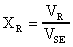 X_R = V_R / V_SE